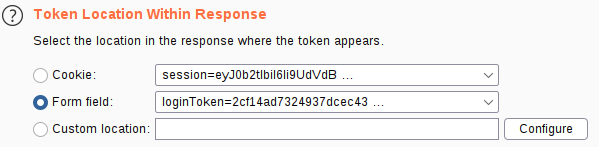 ? Token Location Within Response
Select the location in the response where the token appears.
Cookie: session=eyJ0b2tlbiI6Ii9UdVdB ...
Form field: loginToken=2cf14ad7324937dcec43 ...
Custom location: Configure